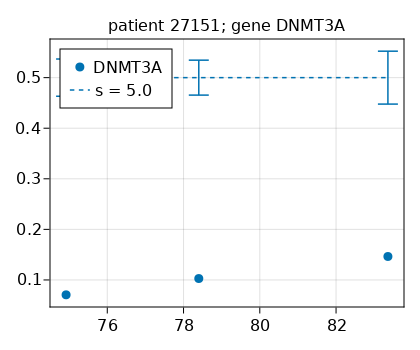 patient 27151; gene DNMT3A
DNMT3A
s = 5.0
0.5
0.4
0.3
0.2
0.1
76 78 80 82